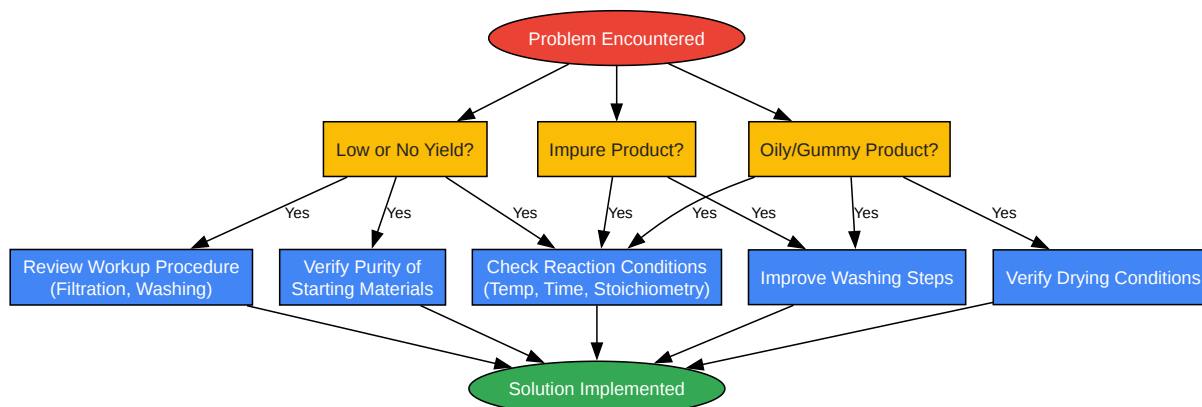 Problem Encountered
Low or No Yield?
Impure Product?
Oily/Gummy Product?
Yes
Yes
Yes
Yes
Yes
Yes
Yes
Yes
Review Workup Procedure
(Filtration, Washing)
Verify Purity of
Starting Materials
Check Reaction Conditions
(Temp, Time, Stoichiometry)
Improve Washing Steps
Verify Drying Conditions
Solution Implemented